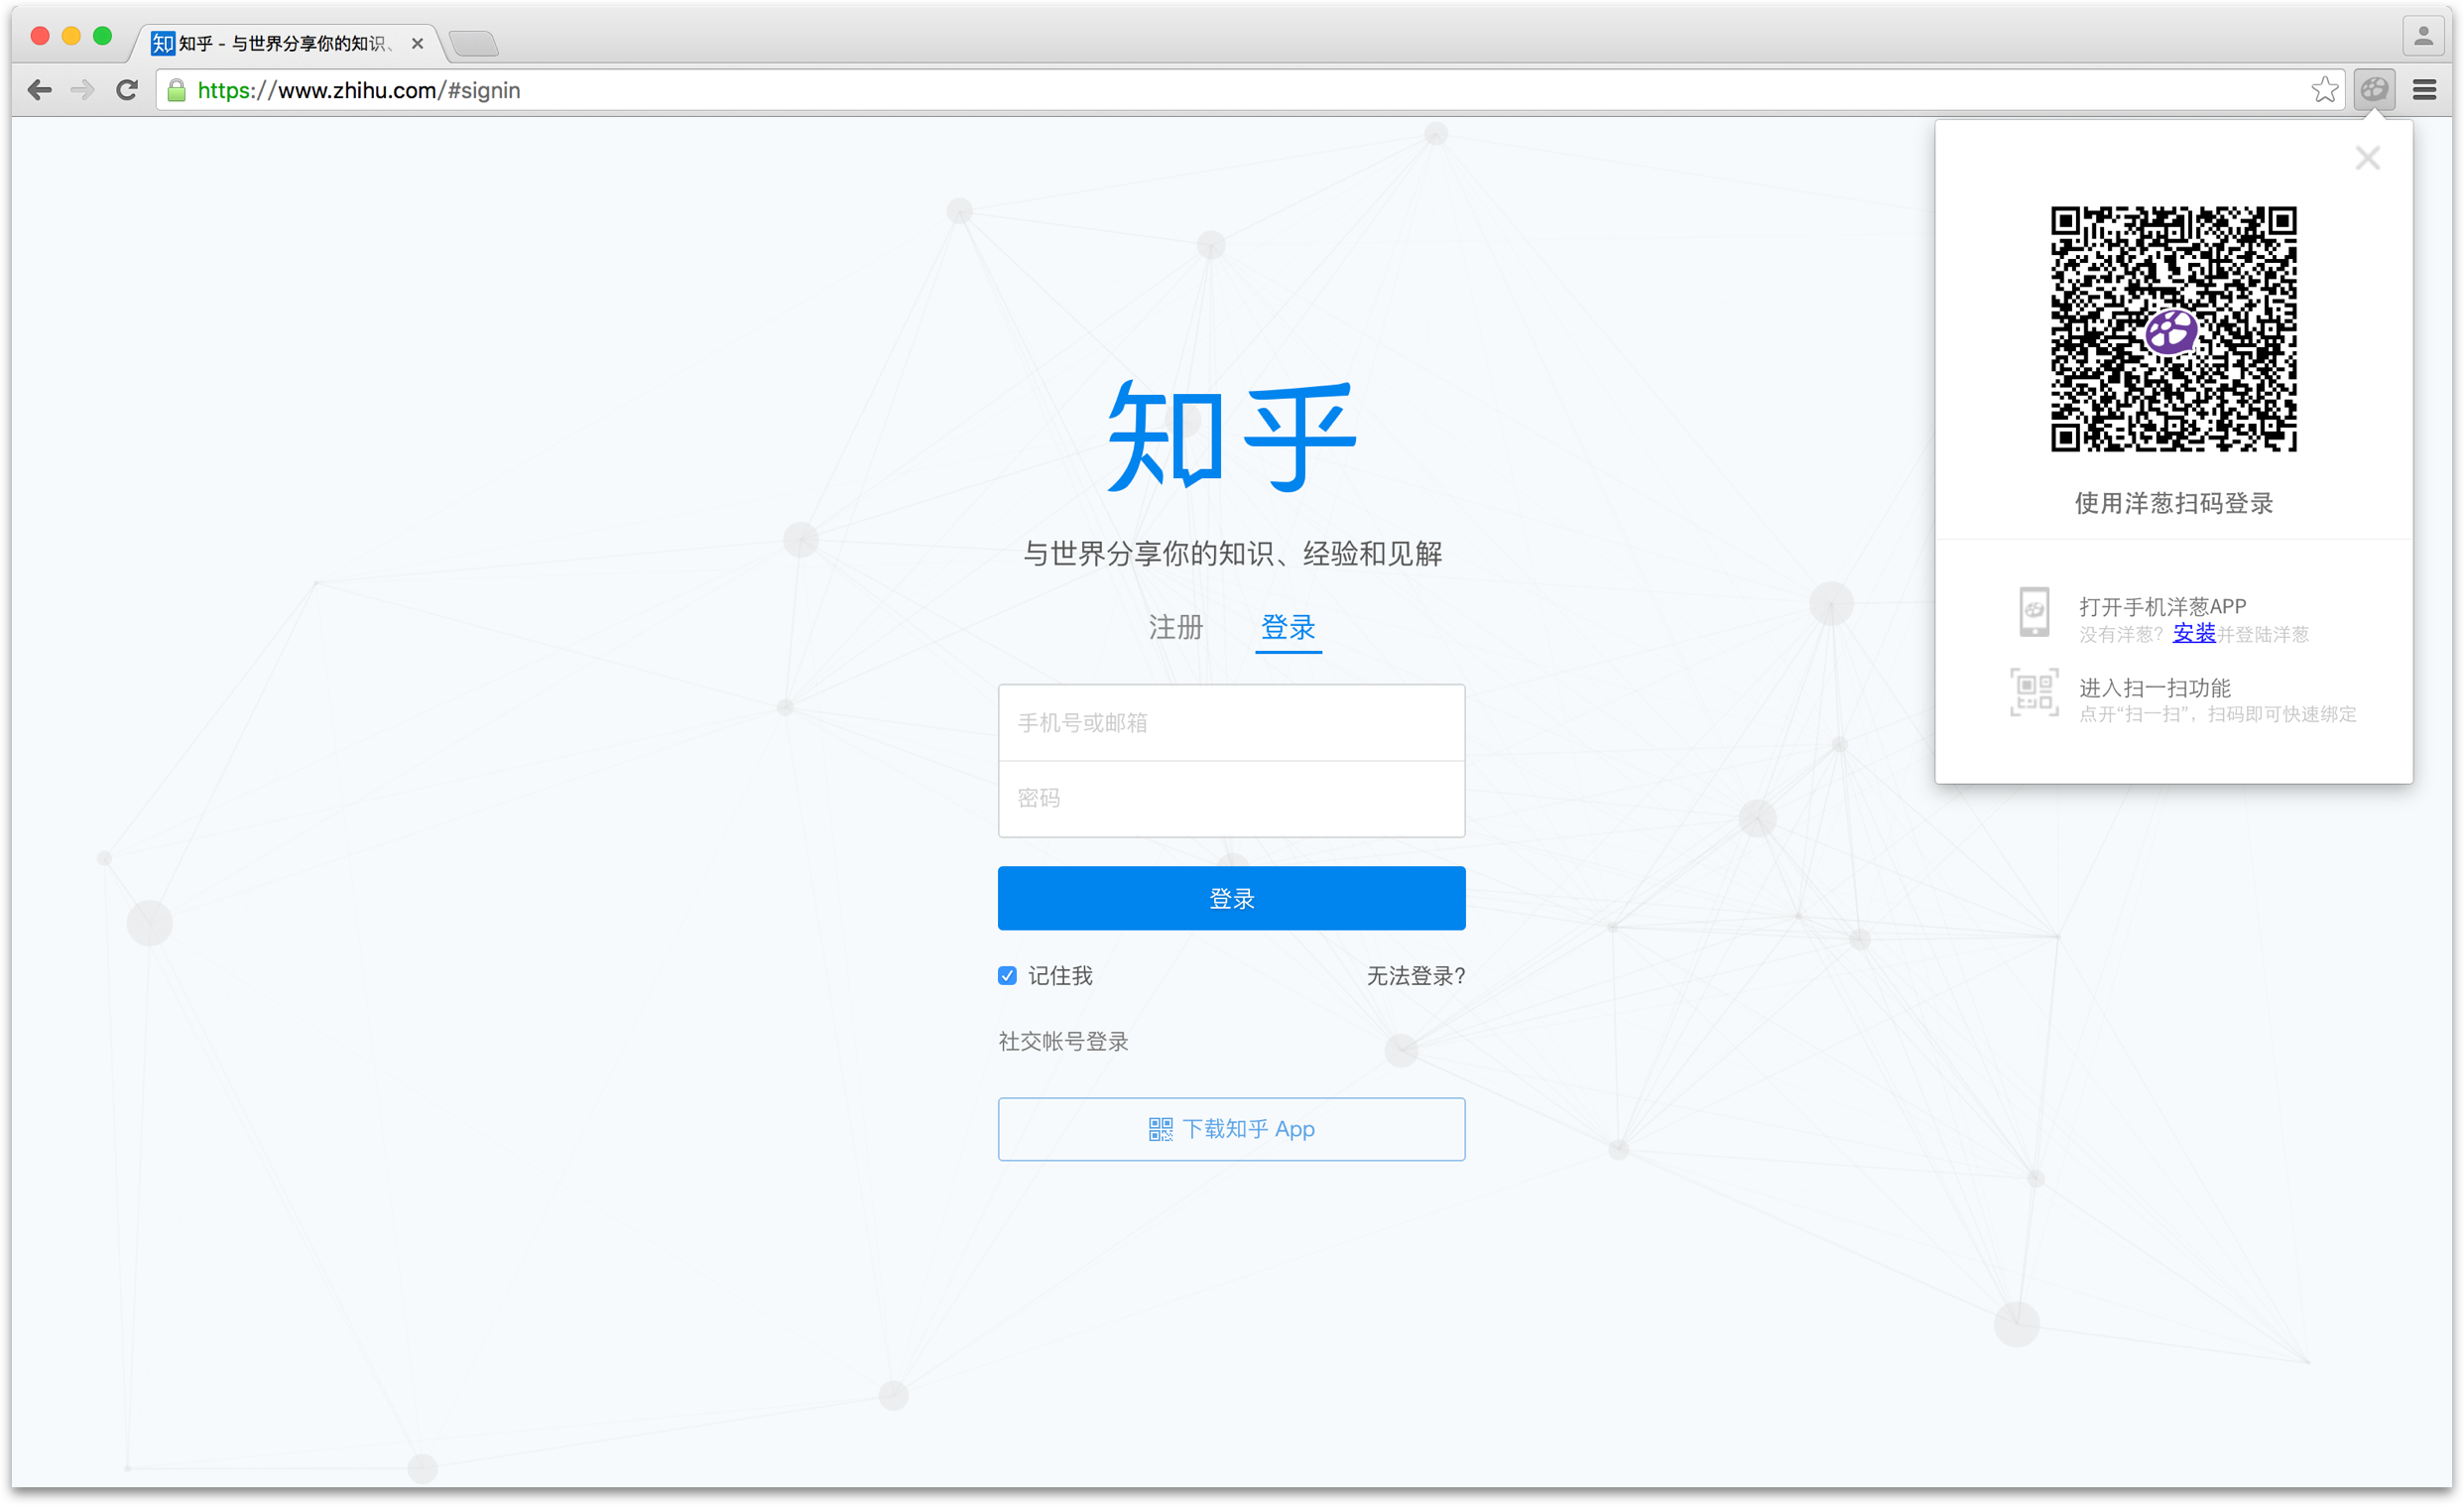 知乎 - 与世界分享你的知识、
https://www.zhihu.com/#signin
知乎
与世界分享你的知识、经验和见解
注册 登录
手机号或邮箱
密码
登录
记住我 无法登录?
社交帐号登录
下载知乎 App
使用洋葱扫码登录
打开手机洋葱APP
没有洋葱? 安装并登陆洋葱
进入扫一扫功能
点开“扫一扫”，扫码即可快速绑定